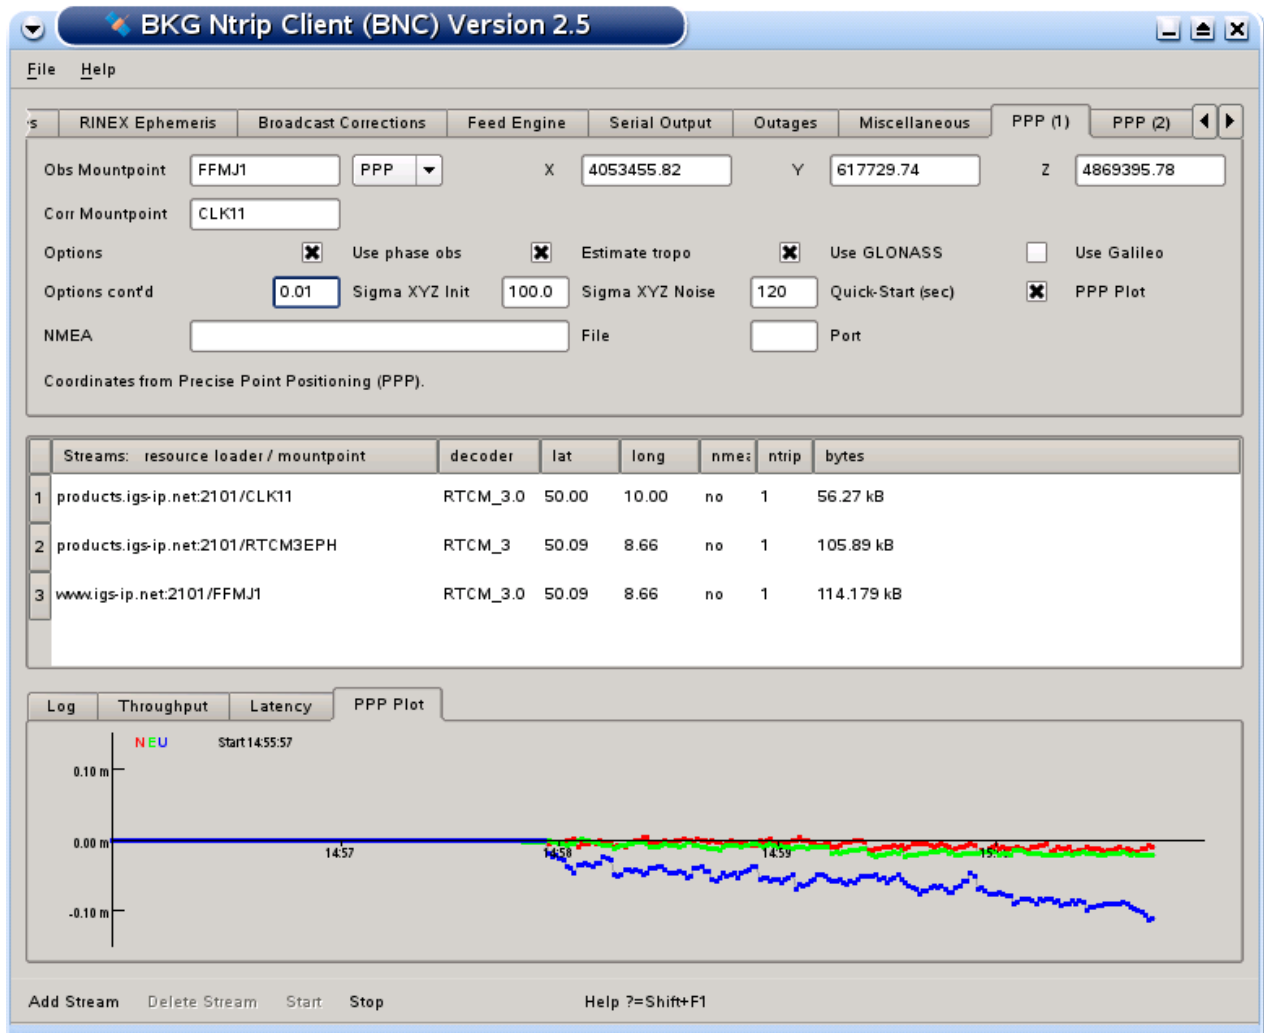 BKG Ntrip Client (BNC) Version 2.5
File Help
RINEX Ephemeris Broadcast Corrections Feed Engine Serial Output Outages Miscellaneous PPP (1) PPP (2)
Obs Mountpoint FFMJ1 PPP X 4053455.82 Y 617729.74 Z 4869395.78
Corr Mountpoint CLK11
Options Use phase obs Estimate tropo Use GLONASS Use Galileo
Options cont'd 0.01 Sigma XYZ Init 100.0 Sigma XYZ Noise 120 Quick-Start (sec) PPP Plot
NMEA File Port
Coordinates from Precise Point Positioning (PPP).
Streams: resource loader / mountpoint decoder lat long ntrip bytes
1 products.igs-ip.net:2101/CLK11 RTCM_3.0 50.00 10.00 no 1 56.27 kB
2 products.igs-ip.net:2101/RTCM3EPH RTCM_3 50.09 8.66 no 1 105.89 kB
3 www.igs-ip.net:2101/FFMJ1 RTCM_3.0 50.09 8.66 no 1 114.179 kB
Log Throughput Latency PPP Plot
NEU Start 14:55:57
0.10 m
0.00 m
14:57 14:58 14:59
-0.10 m
Add Stream Delete Stream Start Stop Help ?=Shift+F1